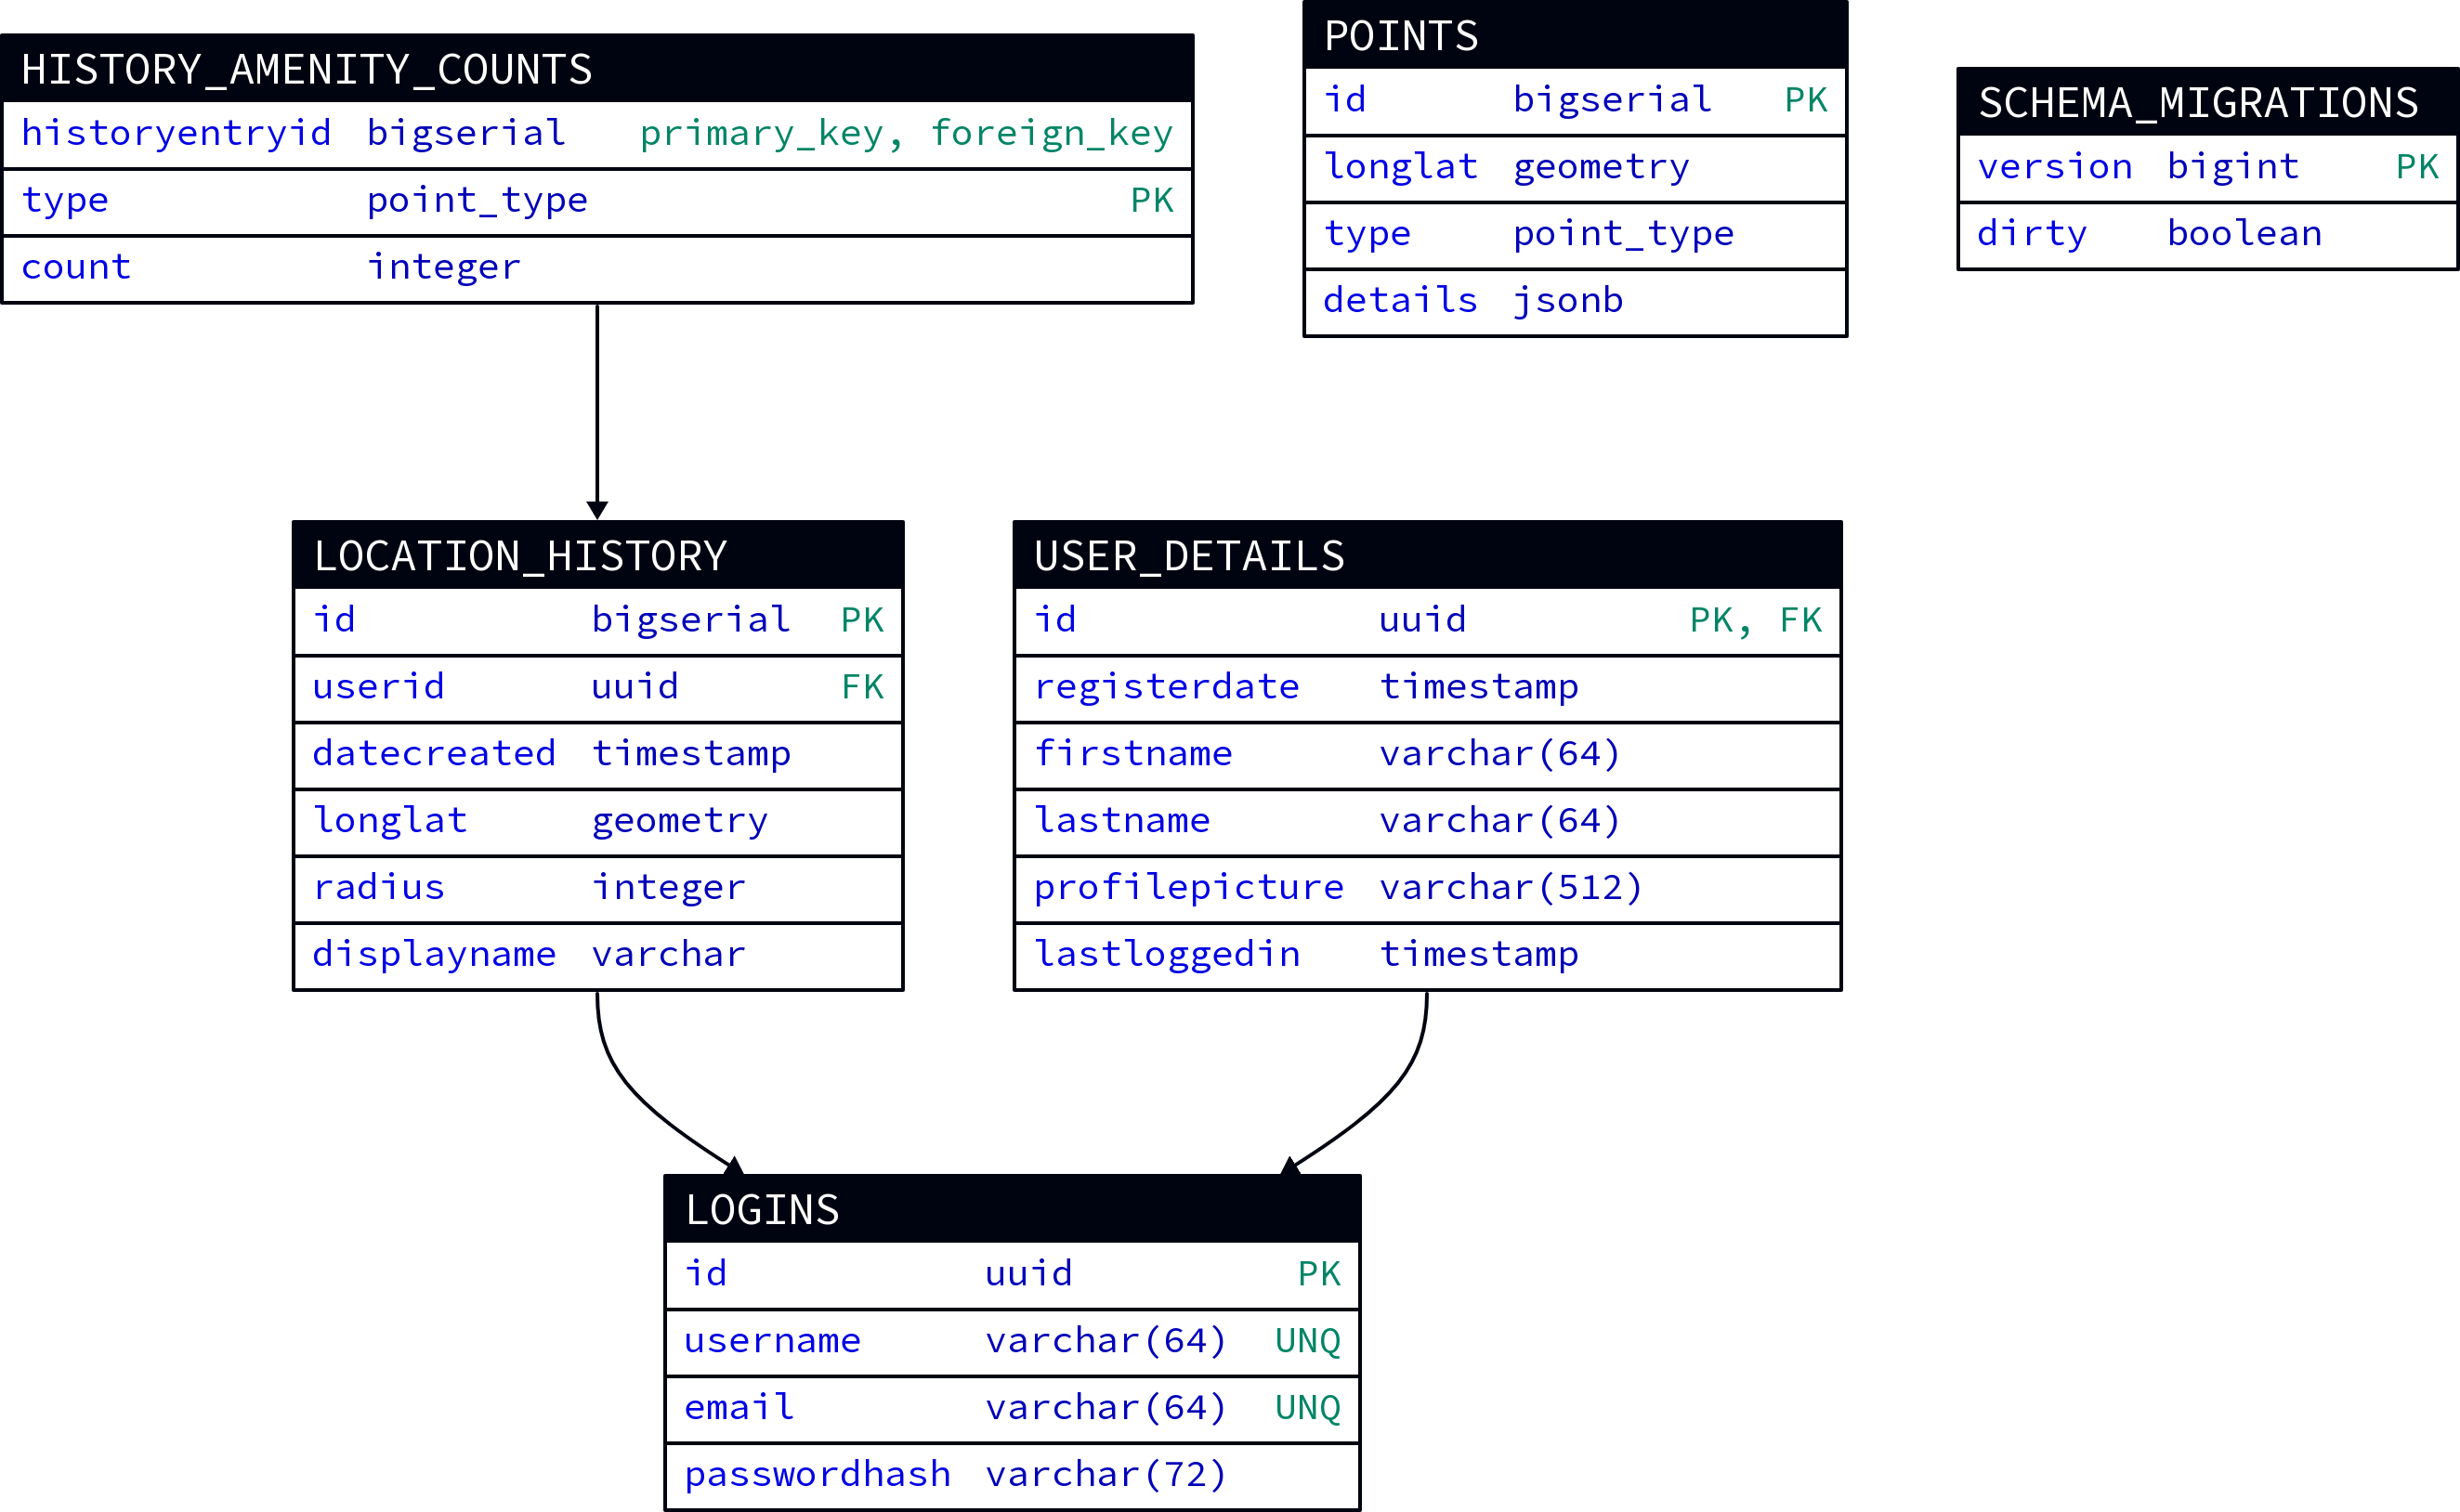 HISTORY_AMENITY_COUNTS
historyentryid bigserial primary_key, foreign_key
type point_type PK
count integer
POINTS
id bigserial PK
longlat geometry
type point_type
details jsonb
SCHEMA_MIGRATIONS
version bigint PK
dirty boolean
LOCATION_HISTORY
id bigserial PK
userid uuid FK
datecreated timestamp
longlat geometry
radius integer
displayname varchar
USER_DETAILS
id uuid PK, FK
registerdate timestamp
firstname varchar(64)
lastname varchar(64)
profilepicture varchar(512)
lastloggedin timestamp
LOGINS
id uuid PK
username varchar(64) UNQ
email varchar(64) UNQ
passwordhash varchar(72)